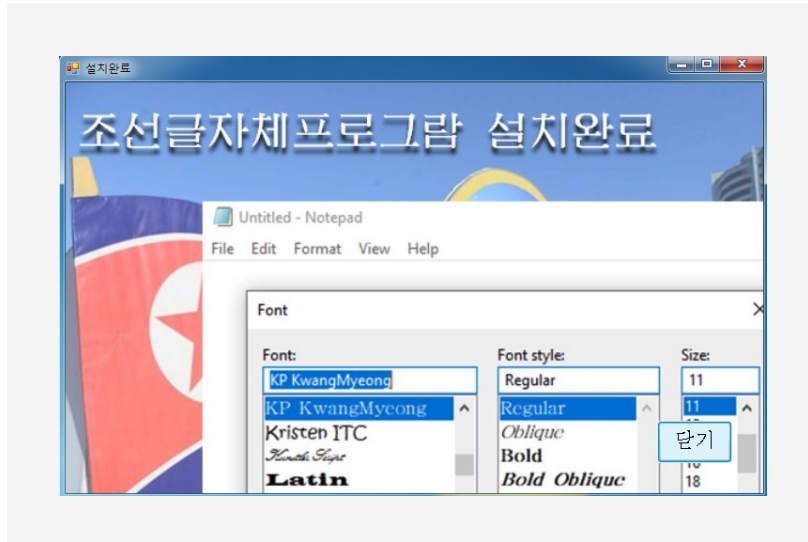 설치완료
조선글자체프로그람 설치완료
Untitled - Notepad
File Edit Format View Help
Font
Font: Font style: Size:
KP KwangMyeong Regular 11
KP KwangMyeong Regular 11
Kristen ITC Oblique
Kunstler Script Bold
닫기
Latin Bold Oblique 18